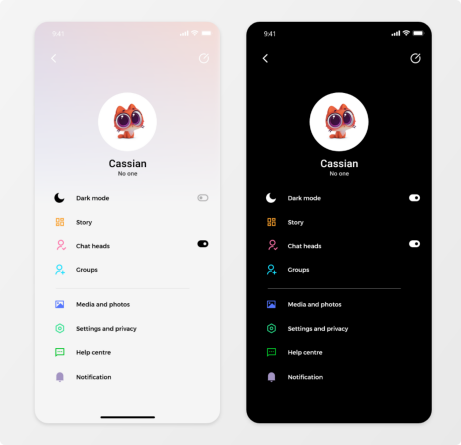 9:41
Cassian
No one
Dark mode
Story
Chat heads
Groups
Media and photos
Settings and privacy
Help centre
Notification
9:41
Cassian
No one
Dark mode
Story
Chat heads
Groups
Media and photos
Settings and privacy
Help centre
Notification